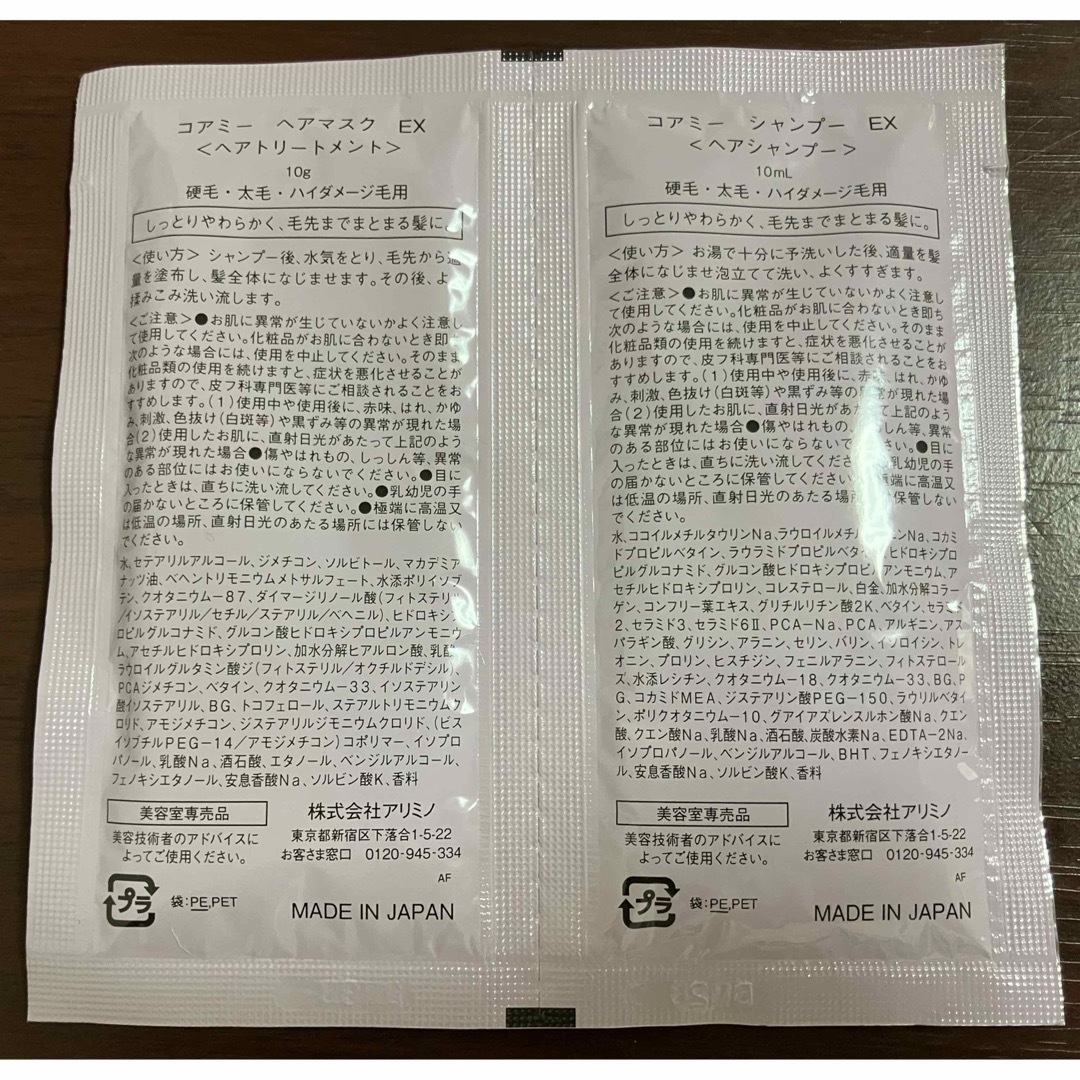 コアミー ヘアマスク EX
＜ヘアトリートメント＞
10g
硬毛・太毛・ハイダメージ毛用
しっとりやわらかく、毛先までまとまる髪に。
＜使い方＞ シャンプー後、水気をとり、毛先から適
量を塗布し、髪全体になじませます。その後、よ
揉みこみ洗い流します。
＜ご注意＞●お肌に異常が生じていないかよく注意し
て使用してください。化粧品がお肌に合わないとき即ち
次のような場合には、使用を中止してください。そのまま
化粧品類の使用を続けますと、症状を悪化させることが
ありますので、皮フ科専門医等にご相談されることをお
すすめします。（1）使用中や使用後に、赤味、はれ、かゆ
み、刺激、色抜け（白斑等）や黒ずみ等の異常が現れた場
合（2）使用したお肌に、直射日光があたって上記のよう
な異常が現れた場合●傷やはれもの、しっしん等、異常
のある部位にはお使いにならないでください。●目に
入ったときは、直ちに洗い流してください。●乳幼児の手
の届かないところに保管してください。●極端に高温又
は低温の場所、直射日光のあたる場所には保管しない
でください。
水、セテアリルアルコール、ジメチコン、ソルビトール、マカデミア
ナッツ油、ベヘントリモニウムメトサルフェート、水添ポリイソブ
テン、クオタニウム－87、ダイマージリノール酸（フィトステリル
／イソステアリル／セチル／ステアリル／ベヘニル）、ヒドロキシ
プロピルグルコナミド、グルコン酸ヒドロキシプロピルアンモニウ
ム、アセチルヒドロキシプロリン、加水分解ヒアルロン酸、乳酸、
ラウロイルグルタミン酸ジ（フィトステリル／オクチルドデシル）、
PCAジメチコン、ベタイン、クオタニウム－33、イソステアリン
酸イソステアリル、BG、トコフェロール、ステアルトリモニウムク
ロリド、アモジメチコン、ジステアリルジモニウムクロリド、（ビス
イソブチルPEG－14／アモジメチコン）コポリマー、イソプロ
パノール、乳酸Na、酒石酸、エタノール、ベンジルアルコール、
フェノキシエタノール、安息香酸Na、ソルビン酸K、香料
美容室専売品
美容技術者のアドバイスに
よってご使用ください。
株式会社アリミノ
東京都新宿区下落合1-5-22
お客さま窓口 0120-945-334
AF
プラ
袋：PE,PET
MADE IN JAPAN
コアミー シャンプー EX
＜ヘアシャンプー＞
10mL
硬毛・太毛・ハイダメージ毛用
しっとりやわらかく、毛先までまとまる髪に。
＜使い方＞ お湯で十分に予洗いした後、適量を髪
全体になじませ泡立てて洗い、よくすすぎます。
＜ご注意＞●お肌に異常が生じていないかよく注意し
て使用してください。化粧品がお肌に合わないとき即ち
次のような場合には、使用を中止してください。そのまま
化粧品類の使用を続けますと、症状を悪化させることが
ありますので、皮フ科専門医等にご相談されることをお
すすめします。（1）使用中や使用後に、赤味、はれ、かゆ
み、刺激、色抜け（白斑等）や黒ずみ等の異常が現れた場
合（2）使用したお肌に、直射日光があたって上記のよう
な異常が現れた場合●傷やはれもの、しっしん等、異常
のある部位にはお使いにならないでください。●目に
入ったときは、直ちに洗い流してください。●乳幼児の手
の届かないところに保管してください。●極端に高温又
は低温の場所、直射日光のあたる場所には保管しない
でください。
水、ココイルメチルタウリンNa、ラウロイルメチル ニンNa、コカミ
ドプロピルベタイン、ラウラミドプロピルベタイン、ヒドロキシプロ
ピルグルコナミド、グルコン酸ヒドロキシプロピルアンモニウム、ア
セチルヒドロキシプロリン、コレステロール、白金、加水分解コラー
ゲン、コンフリー葉エキス、グリチルリチン酸2K、ベタイン、セラミド
2、セラミド3、セラミド6Ⅱ、PCA－Na、PCA、アルギニン、アス
パラギン酸、グリシン、アラニン、セリン、バリン、イソロイシン、トレ
オニン、プロリン、ヒスチジン、フェニルアラニン、フィトステロー
ルズ、水添レシチン、クオタニウム－18、クオタニウム－33、BG、P
G、コカミドMEA、ジステアリン酸PEG－150、ラウリルベタイ
ン、ポリクオタニウム－10、グアイアズレンスルホン酸Na、クエン
酸、クエン酸Na、乳酸Na、酒石酸、炭酸水素Na、EDTA－2Na、
イソプロパノール、ベンジルアルコール、BHT、フェノキシエタノー
ル、安息香酸Na、ソルビン酸K、香料
美容室専売品
美容技術者のアドバイスに
よってご使用ください。
株式会社アリミノ
東京都新宿区下落合1-5-22
お客さま窓口 0120-945-334
AF
プラ
袋：PE,PET
MADE IN JAPAN